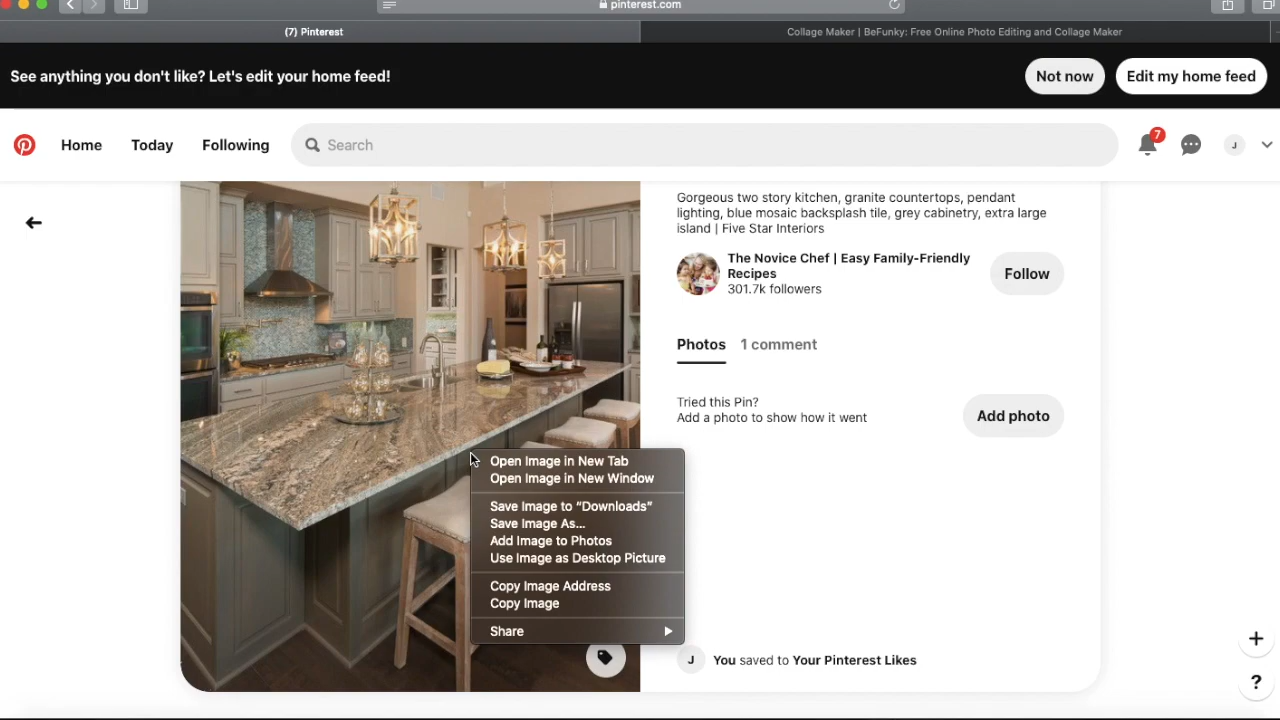 pinterest.com
(7) Pinterest
Collage Maker | BeFunky: Free Online Photo Editing and Collage Maker
See anything you don't like? Let's edit your home feed!
Not now
Edit my home feed
Home
Today
Following
Search
7
J
Gorgeous two story kitchen, granite countertops, pendant
lighting, blue mosaic backsplash tile, grey cabinetry, extra large
island | Five Star Interiors
The Novice Chef | Easy Family-Friendly
Recipes
301.7k followers
Follow
Photos
1 comment
Tried this Pin?
Add a photo to show how it went
Add photo
Open Image in New Tab
Open Image in New Window
Save Image to “Downloads”
Save Image As...
Add Image to Photos
Use Image as Desktop Picture
Copy Image Address
Copy Image
Share
J
You saved to Your Pinterest Likes
+
?